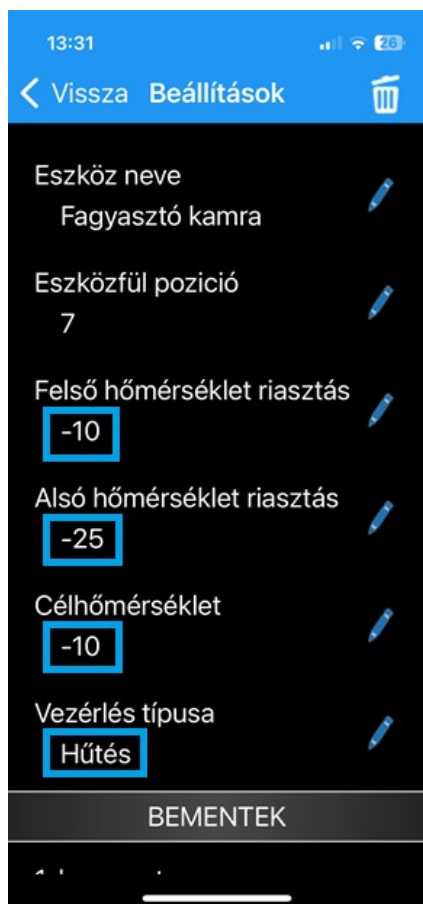 13:31
26
Vissza Beállítások
Eszköz neve
Fagyasztó kamra
Eszközfül pozició
7
Felső hőmérséklet riasztás
-10
Alsó hőmérséklet riasztás
-25
Célhőmérséklet
-10
Vezérlés típusa
Hűtés
BEMENTEK